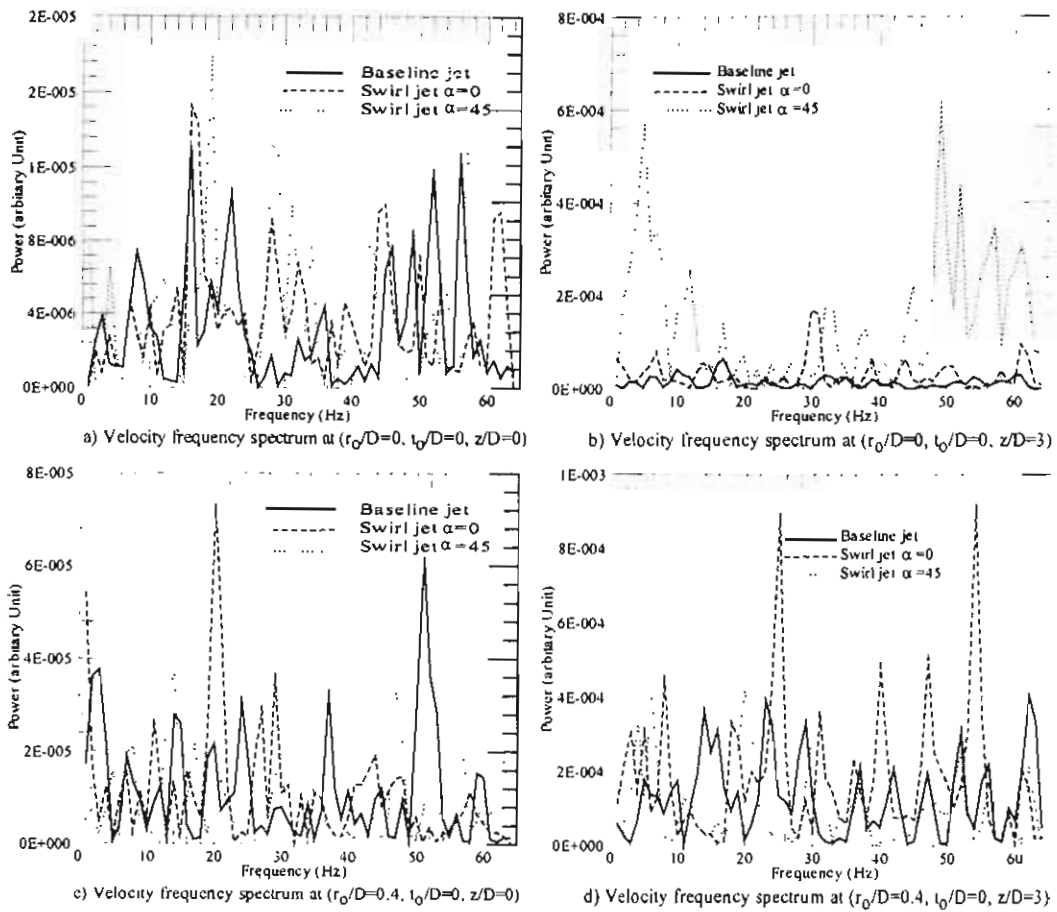 2E-005
2E-005
1E-005
8E-006
4E-006
0E+000
Power (arbitary Unit)
Baseline jet
Swirl jet α=0
Swirl jet α=45
0 10 20 30 40 50 60
Frequency (Hz)
a) Velocity frequency spectrum at (r₀/D=0, t₀/D=0, z/D=0)
8E-004
6E-004
4E-004
2E-004
0E+000
Power (arbitary Unit)
Baseline jet
Swirl jet α=0
Swirl jet α =45
0 10 20 30 40 50 60
Frequency (Hz)
b) Velocity frequency spectrum at (r₀/D=0, t₀/D=0, z/D=3)
8E-005
6E-005
4E-005
2E-005
0E+000
Power (arbitary Unit)
Baseline jet
Swirl jet α=0
Swirl jet α=45
0 10 20 30 40 50 60
Frequency (Hz)
c) Velocity frequency spectrum at (r₀/D=0.4, t₀/D=0, z/D=0)
1E-003
8E-004
6E-004
4E-004
2E-004
0E+000
Power (arbitary Unit)
Baseline jet
Swirl jet α=0
Swirl jet α =45
0 10 20 30 40 50 60
Frequency (Hz)
d) Velocity frequency spectrum at (r₀/D=0.4, t₀/D=0, z/D=3)